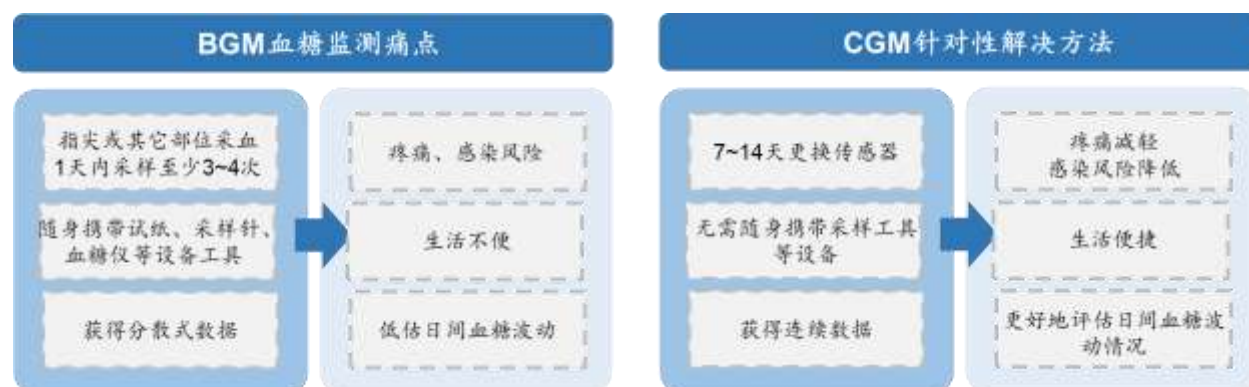 BGM血糖监测痛点
指尖或其它部位采血
1天内采样至少3~4次
随身携带试纸、采样针、
血糖仪等设备工具
获得分散式数据
疼痛、感染风险
生活不便
低估日间血糖波动
CGM针对性解决方法
7~14天更换传感器
无需随身携带采样工具
等设备
获得连续数据
疼痛减轻
感染风险降低
生活便捷
更好地评估日间血糖波
动情况